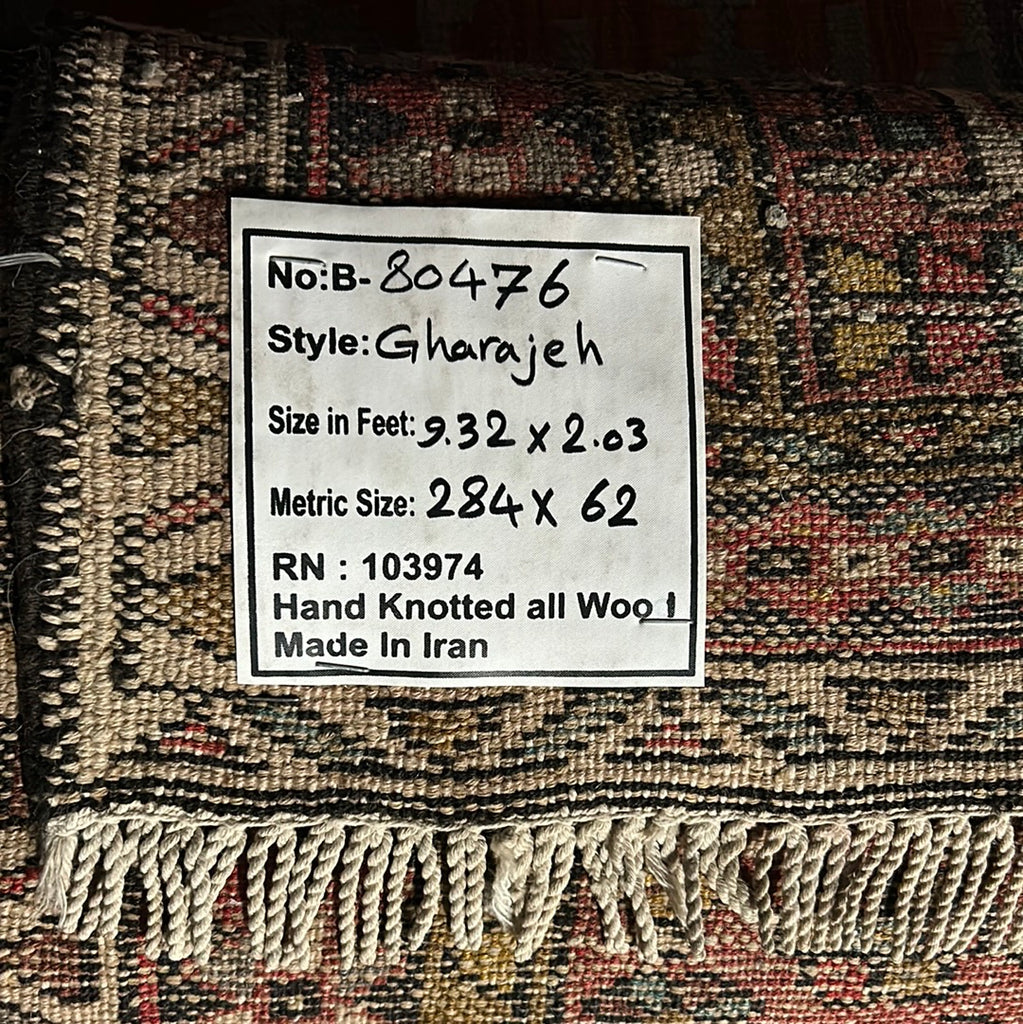 No:B- 80476
Style: Gharajeh
Size in Feet: 9.32 x 2.03
Metric Size: 284 X 62
RN : 103974
Hand Knotted all Wool
Made In Iran